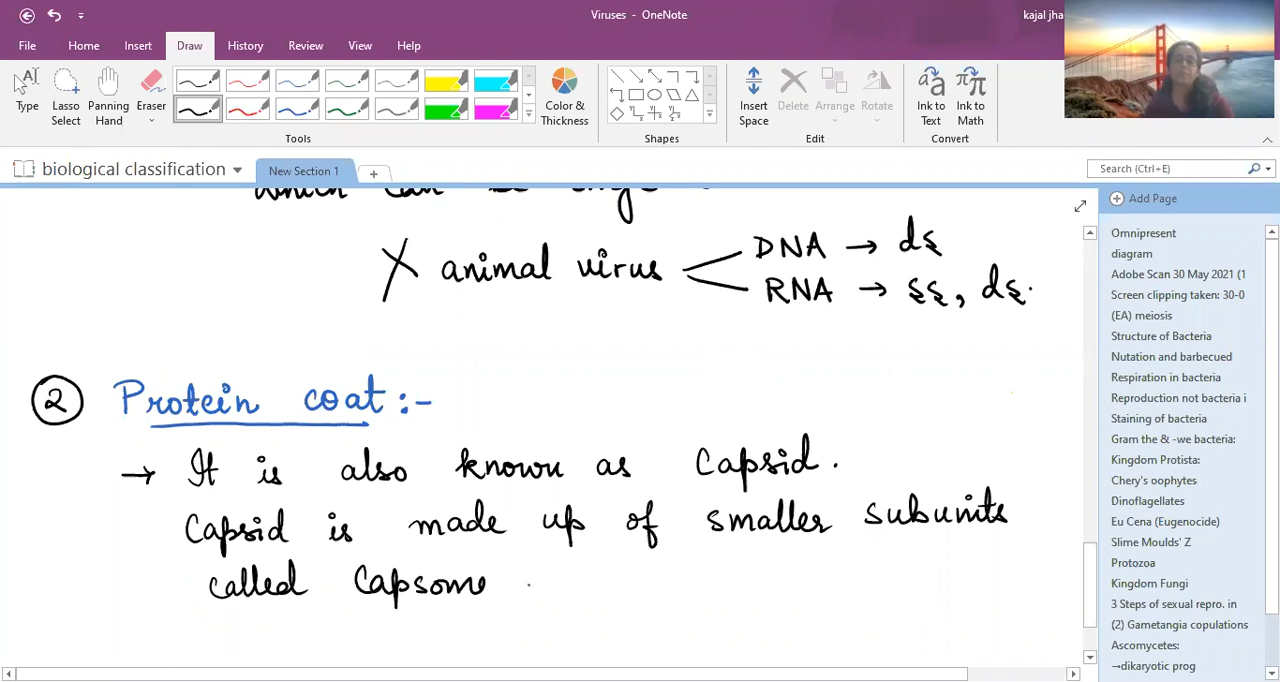 Viruses - OneNote
kajal jha
File Home Insert Draw History Review View Help
Type
Lasso Select
Panning Hand
Eraser
Color & Thickness
Insert Space
Delete
Arrange
Rotate
Ink to Text
Ink to Math
Tools
Shapes
Edit
Convert
biological classification
New Section 1
Search (Ctrl+E)
which can be
X animal virus
DNA → ds
RNA → ss, ds.
② Protein coat :-
→ It is also known as Capsid.
Capsid is made up of smaller subunits
called Capsome
Add Page
Omnipresent
diagram
Adobe Scan 30 May 2021 (1
Screen clipping taken: 30-0
(EA) meiosis
Structure of Bacteria
Nutation and barbecued
Respiration in bacteria
Reproduction not bacteria i
Staining of bacteria
Gram the & -we bacteria:
Kingdom Protista:
Chery's oophytes
Dinoflagellates
Eu Cena (Eugenocide)
Slime Moulds' Z
Protozoa
Kingdom Fungi
3 Steps of sexual repro. in
(2) Gametangia copulations
Ascomycetes:
→dikaryotic prog